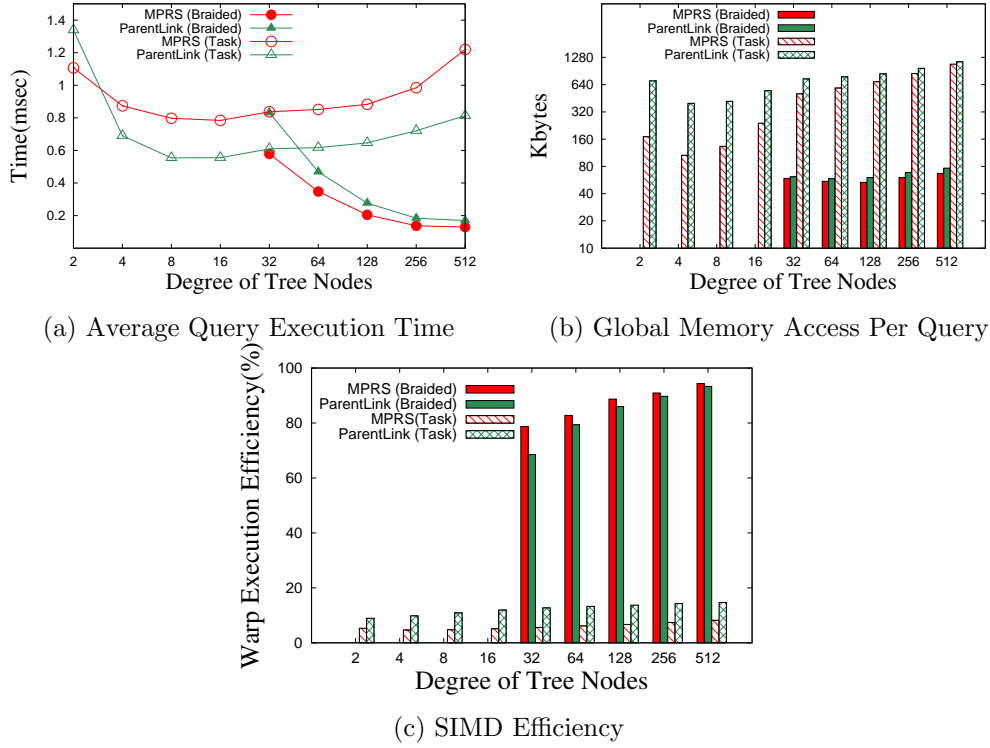 MPRS (Braided)
ParentLink (Braided)
MPRS (Task)
ParentLink (Task)
Time(msec)
1.4
1.2
1
0.8
0.6
0.4
0.2
2 4 8 16 32 64 128 256 512
Degree of Tree Nodes
(a) Average Query Execution Time
MPRS (Braided)
ParentLink (Braided)
MPRS (Task)
ParentLink (Task)
Kbytes
1280
640
320
160
80
40
20
10
2 4 8 16 32 64 128 256 512
Degree of Tree Nodes
(b) Global Memory Access Per Query
MPRS (Braided)
ParentLink (Braided)
MPRS(Task)
ParentLink (Task)
Warp Execution Efficiency(%)
100
80
60
40
20
0
2 4 8 16 32 64 128 256 512
Degree of Tree Nodes
(c) SIMD Efficiency